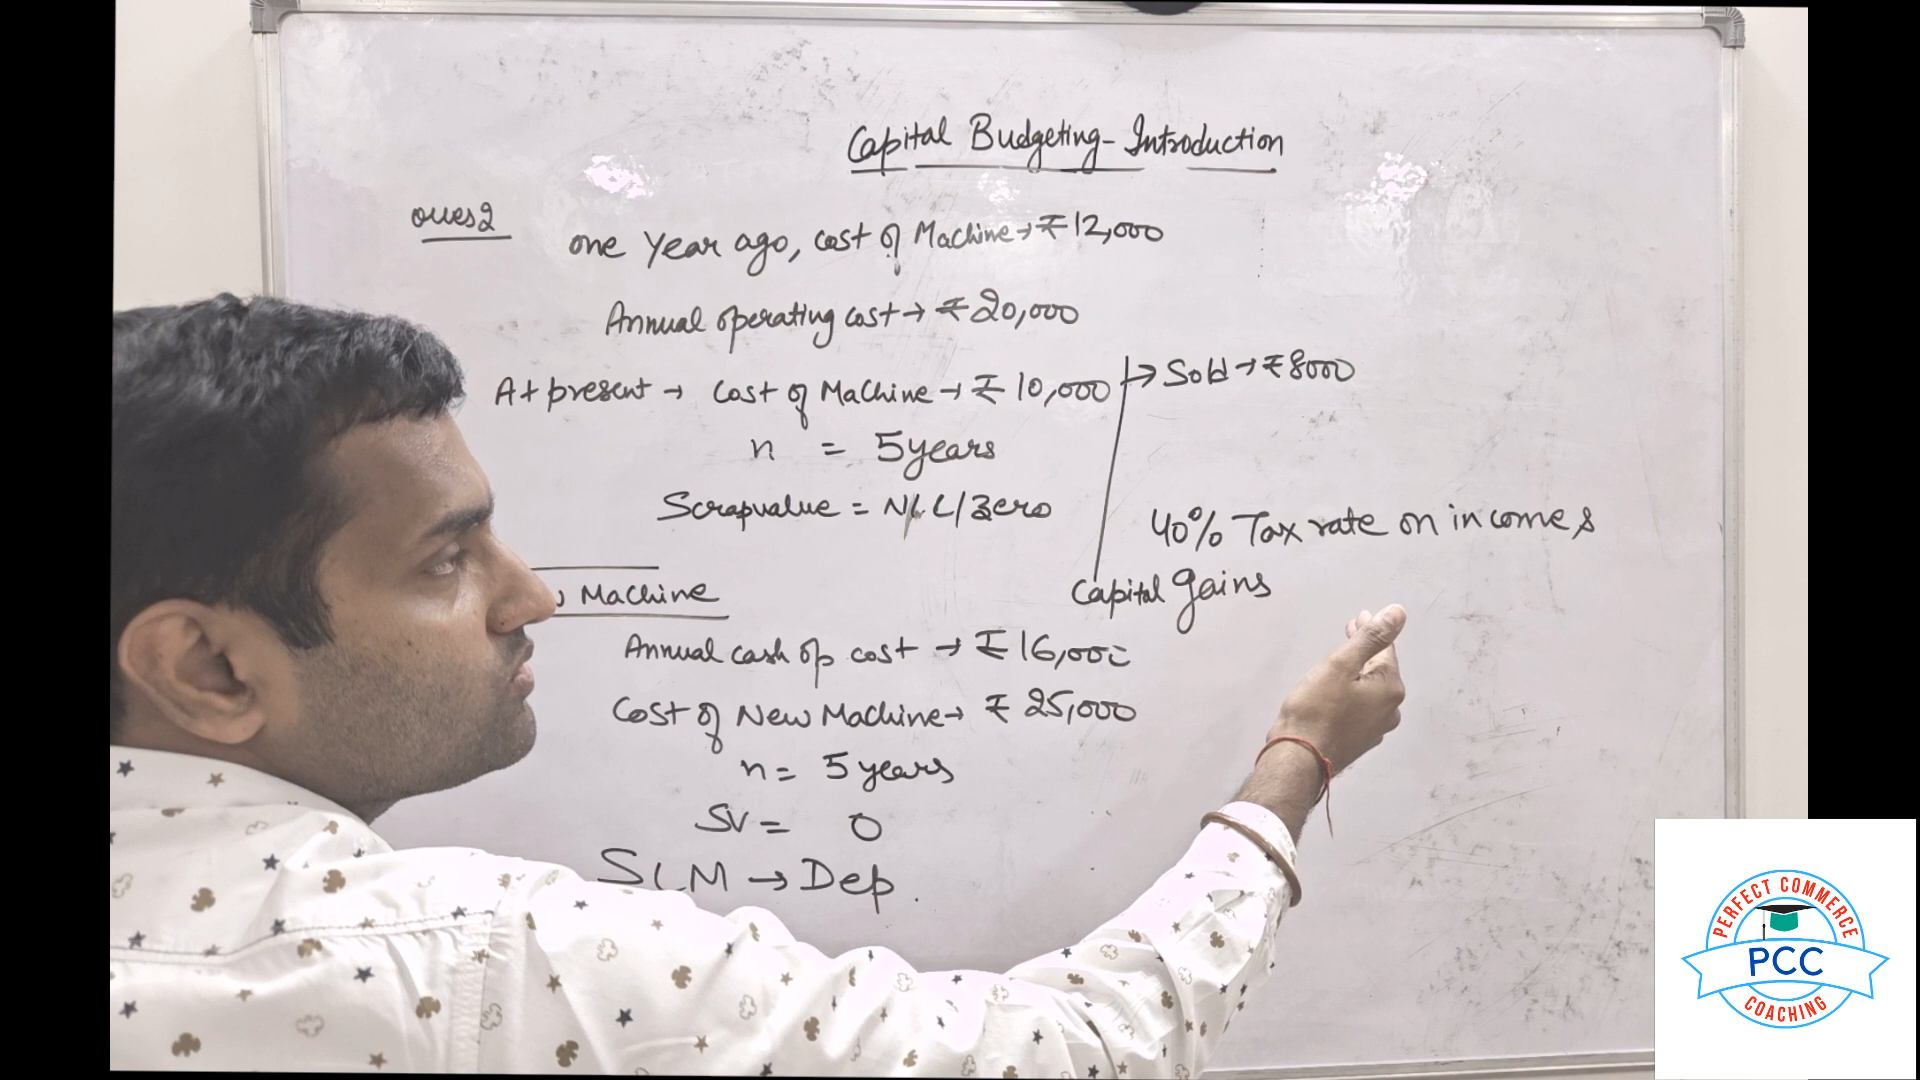 Capital Budgeting-Introduction
Ques2
one Year ago, cost of Machine→₹12,000
Annual operating cost→ ₹20,000
At present → Cost of Machine→ ₹ 10,000 → Sold→₹8000
n = 5years
Scrapvalue = NIL/Zero
40% Tax rate on income &
Capital gains
Machine
Annual cash op cost → ₹16,000
Cost of New Machine→ ₹ 25,000
n= 5 years
SV= 0
SLM → Dep.
PERFECT COMMERCE
PCC
COACHING